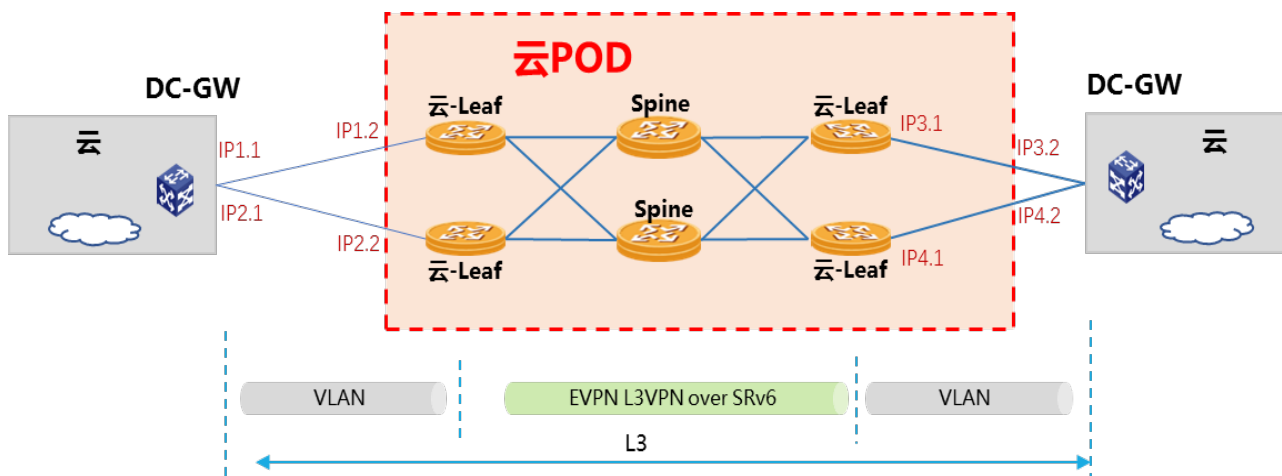 云POD
DC-GW
DC-GW
云-Leaf
Spine
云-Leaf
云
IP1.2
IP3.1
云
IP1.1
IP3.2
IP2.1
Spine
IP4.2
IP2.2
云-Leaf
云-Leaf
IP4.1
VLAN
EVPN L3VPN over SRv6
VLAN
L3